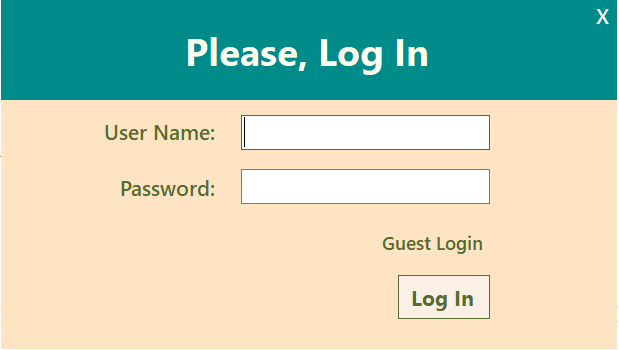 X
Please, Log In
User Name:
Password:
Guest Login
Log In